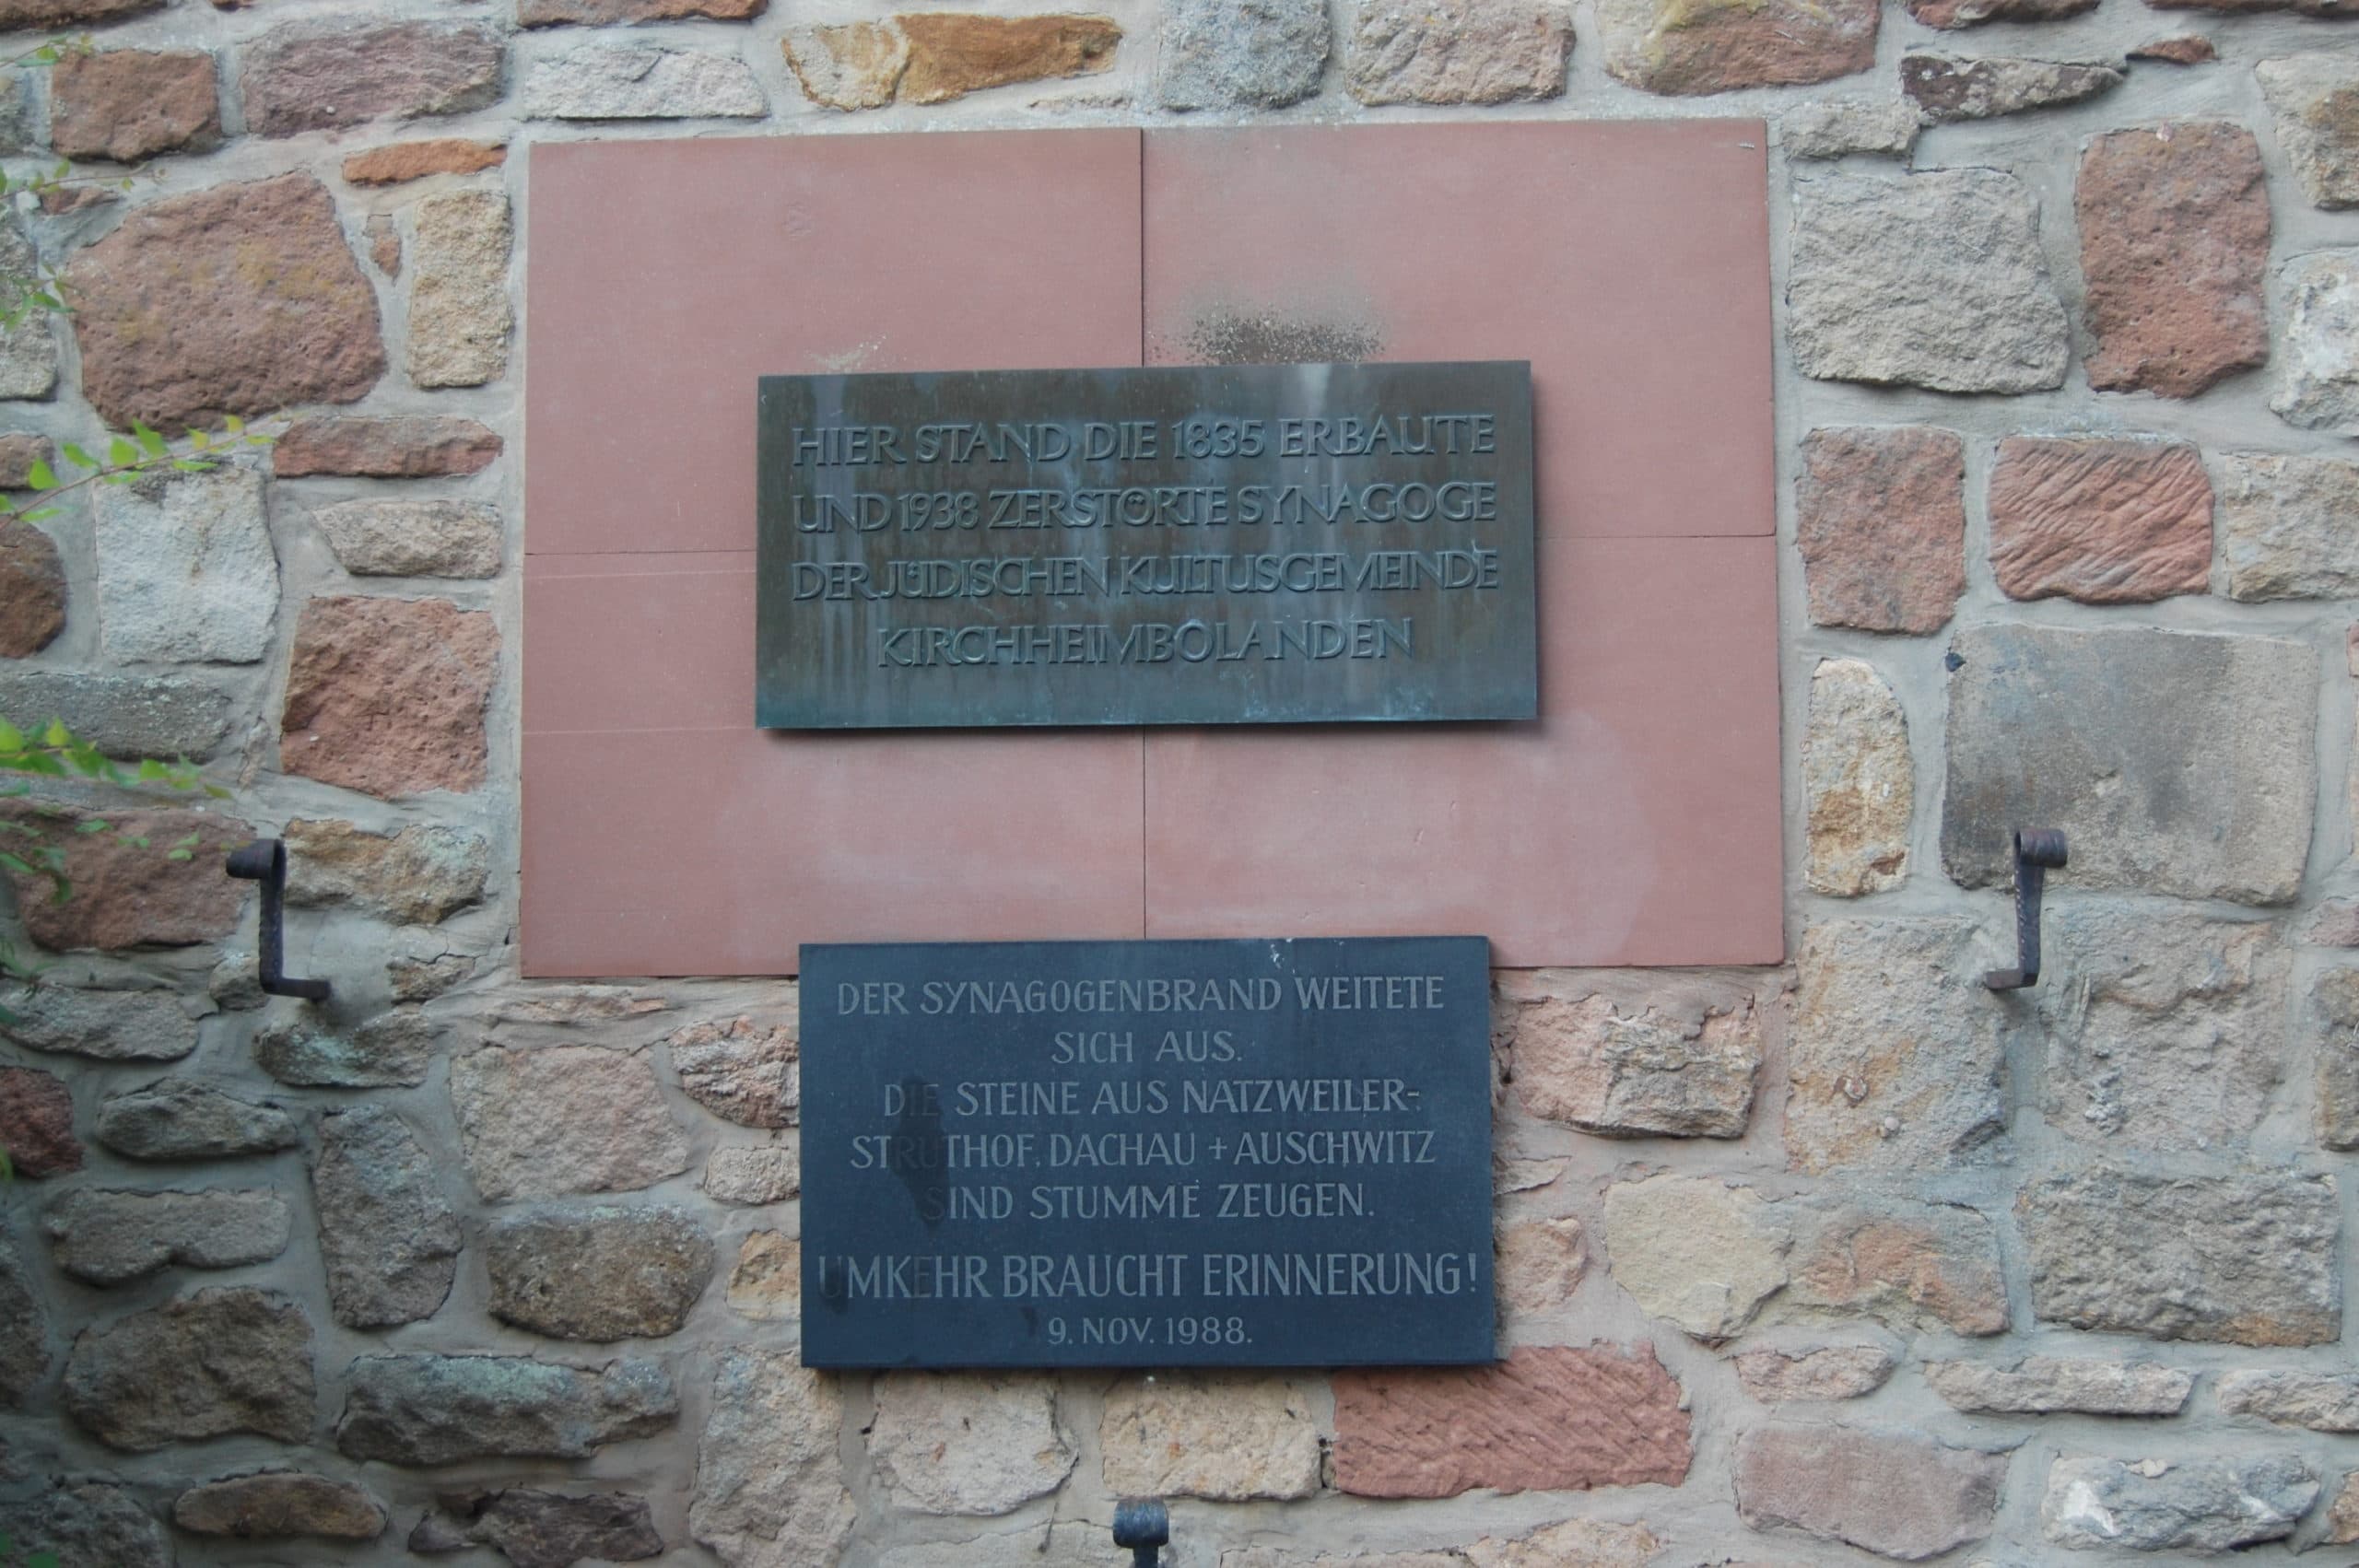 HIER STAND DIE 1835 ERBAUTE
UND 1938 ZERSTÖRTE SYNAGOGE
DER JÜDISCHEN KULTUSGEMEINDE
KIRCHHEIMBOLANDEN
DER SYNAGOGENBRAND WEITETE
SICH AUS.
DIE STEINE AUS NATZWEILER-
STRUTHOF, DACHAU + AUSCHWITZ
SIND STUMME ZEUGEN.
UMKEHR BRAUCHT ERINNERUNG!
9. NOV. 1988.